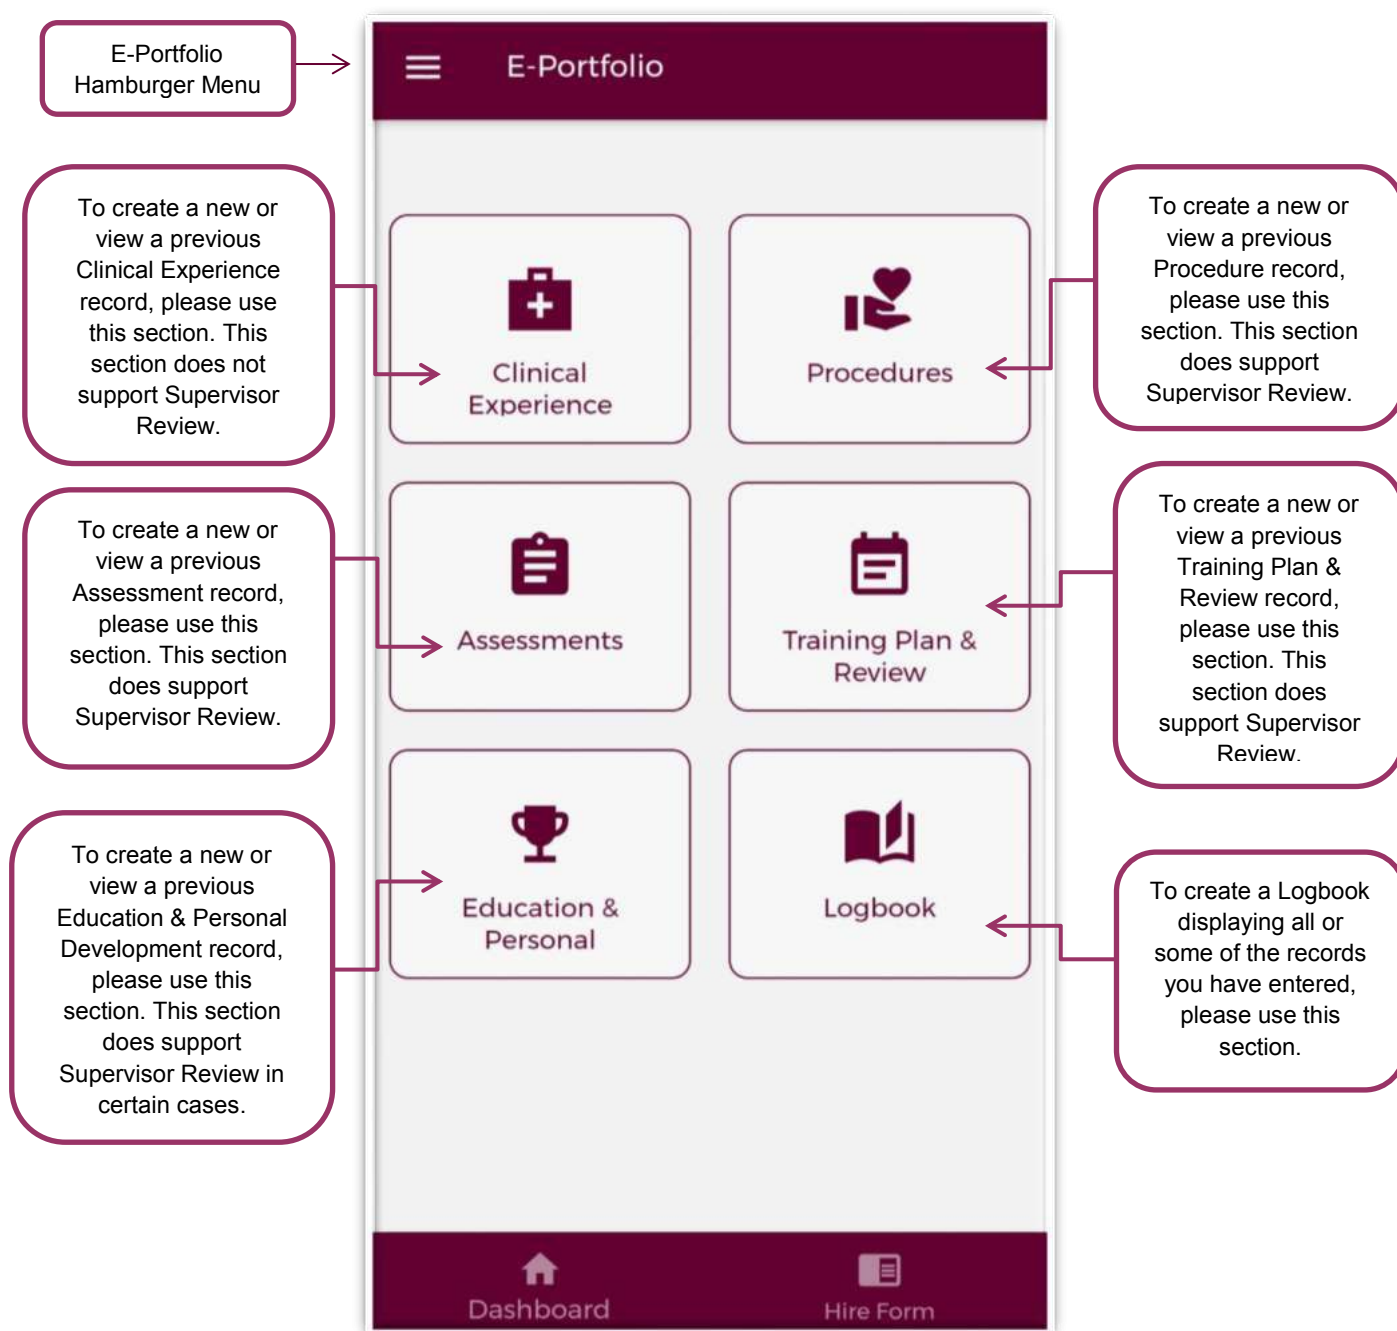 E-Portfolio
Hamburger Menu
E-Portfolio
To create a new or
view a previous
Clinical Experience
record, please use
this section. This
section does not
support Supervisor
Review.
Clinical
Experience
Procedures
To create a new or
view a previous
Procedure record,
please use this
section. This section
does support
Supervisor Review.
To create a new or
view a previous
Assessment record,
please use this
section. This section
does support
Supervisor Review.
Assessments
Training Plan &
Review
To create a new or
view a previous
Training Plan &
Review record,
please use this
section. This
section does
support Supervisor
Review.
To create a new or
view a previous
Education & Personal
Development record,
please use this
section. This section
does support
Supervisor Review in
certain cases.
Education &
Personal
Logbook
To create a Logbook
displaying all or
some of the records
you have entered,
please use this
section.
Dashboard
Hire Form